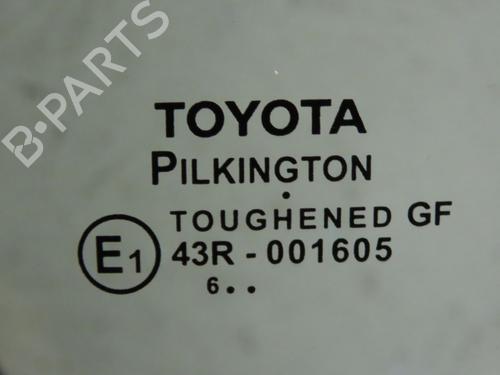 B-PARTS
TOYOTA
PILKINGTON
TOUGHENED GF
E1
43R - 001605
6..